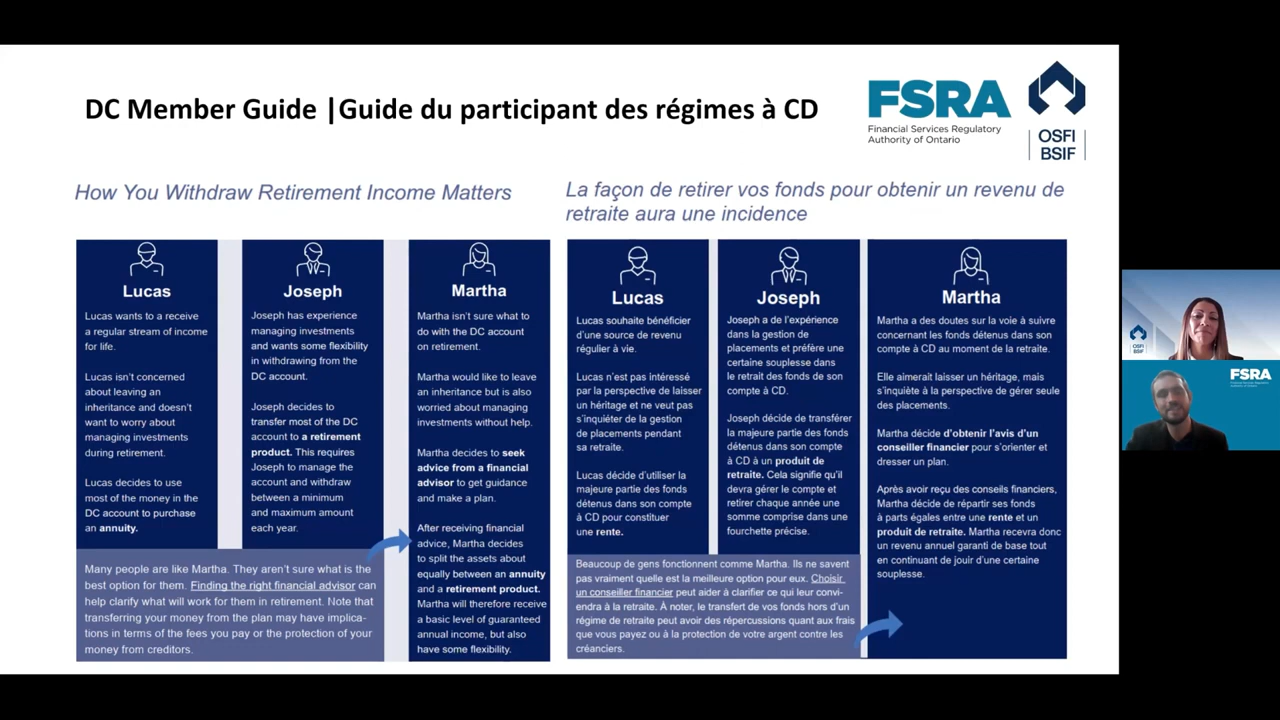 DC Member Guide |Guide du participant des régimes à CD
FSRA
Financial Services Regulatory
Authority of Ontario
OSFI
BSIF
How You Withdraw Retirement Income Matters
Lucas
Lucas wants to a receive
a regular stream of income
for life.
Lucas isn't concerned
about leaving an
inheritance and doesn't
want to worry about
managing investments
during retirement.
Lucas decides to use
most of the money in the
DC account to purchase
an annuity.
Joseph
Joseph has experience
managing investments
and wants some flexibility
in withdrawing from the
DC account.
Joseph decides to
transfer most of the DC
account to a retirement
product. This requires
Joseph to manage the
account and withdraw
between a minimum
and maximum amount
each year.
Martha
Martha isn't sure what to
do with the DC account
on retirement.
Martha would like to leave
an inheritance but is also
worried about managing
investments without help.
Martha decides to seek
advice from a financial
advisor to get guidance
and make a plan.
After receiving financial
advice, Martha decides
to split the assets about
equally between an annuity
and a retirement product.
Martha will therefore receive
a basic level of guaranteed
annual income, but also
have some flexibility.
Many people are like Martha. They aren't sure what is the
best option for them. Finding the right financial advisor can
help clarify what will work for them in retirement. Note that
transferring your money from the plan may have implica-
tions in terms of the fees you pay or the protection of your
money from creditors.
La façon de retirer vos fonds pour obtenir un revenu de
retraite aura une incidence
Lucas
Lucas souhaite bénéficier
d'une source de revenu
régulier à vie.
Lucas n'est pas intéressé
par la perspective de laisser
un héritage et ne veut pas
s'inquiéter de la gestion
de placements pendant
sa retraite.
Lucas décide d'utiliser la
majeure partie des fonds
détenus dans son compte
à CD pour constituer
une rente.
Joseph
Joseph a de l'expérience
dans la gestion de
placements et préfère une
certaine souplesse dans
le retrait des fonds de son
compte à CD.
Joseph décide de transférer
la majeure partie des fonds
détenus dans son compte
à CD à un produit de
retraite. Cela signifie qu'il
devra gérer le compte et
retirer chaque année une
somme comprise dans une
fourchette précise.
Martha
Martha a des doutes sur la voie à suivre
concernant les fonds détenus dans son
compte à CD au moment de la retraite.
Elle aimerait laisser un héritage, mais
s'inquiète à la perspective de gérer seule
des placements.
Martha décide d'obtenir l'avis d'un
conseiller financier pour s'orienter et
dresser un plan.
Après avoir reçu des conseils financiers,
Martha décide de répartir ses fonds
à parts égales entre une rente et un
produit de retraite. Martha recevra donc
un revenu annuel garanti de base tout
en continuant de jouir d'une certaine
souplesse.
Beaucoup de gens fonctionnent comme Martha. Ils ne savent
pas vraiment quelle est la meilleure option pour eux. Choisir
un conseiller financier peut aider à clarifier ce qui leur convi-
endra à la retraite. À noter, le transfert de vos fonds hors d'un
régime de retraite peut avoir des répercussions quant aux frais
que vous payez ou à la protection de votre argent contre les
créanciers.
OSFI
BSIF
FSRA